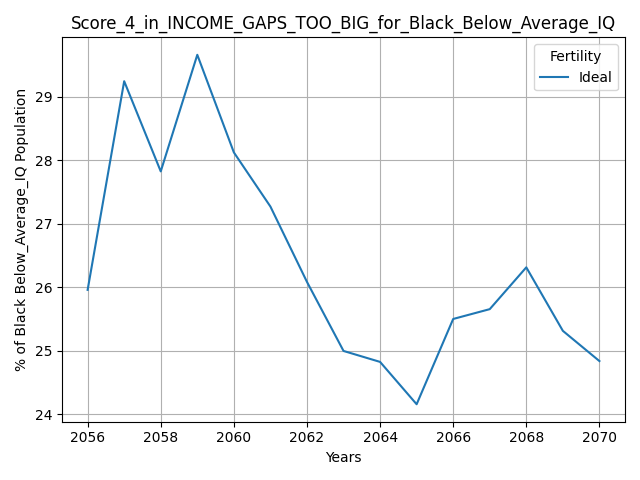 Score_4_in_INCOME_GAPS_TOO_BIG_for_Black_Below_Average_IQ
Fertility
Ideal
% of Black Below_Average_IQ Population
29
28
27
26
25
24
2056 2058 2060 2062 2064 2066 2068 2070
Years